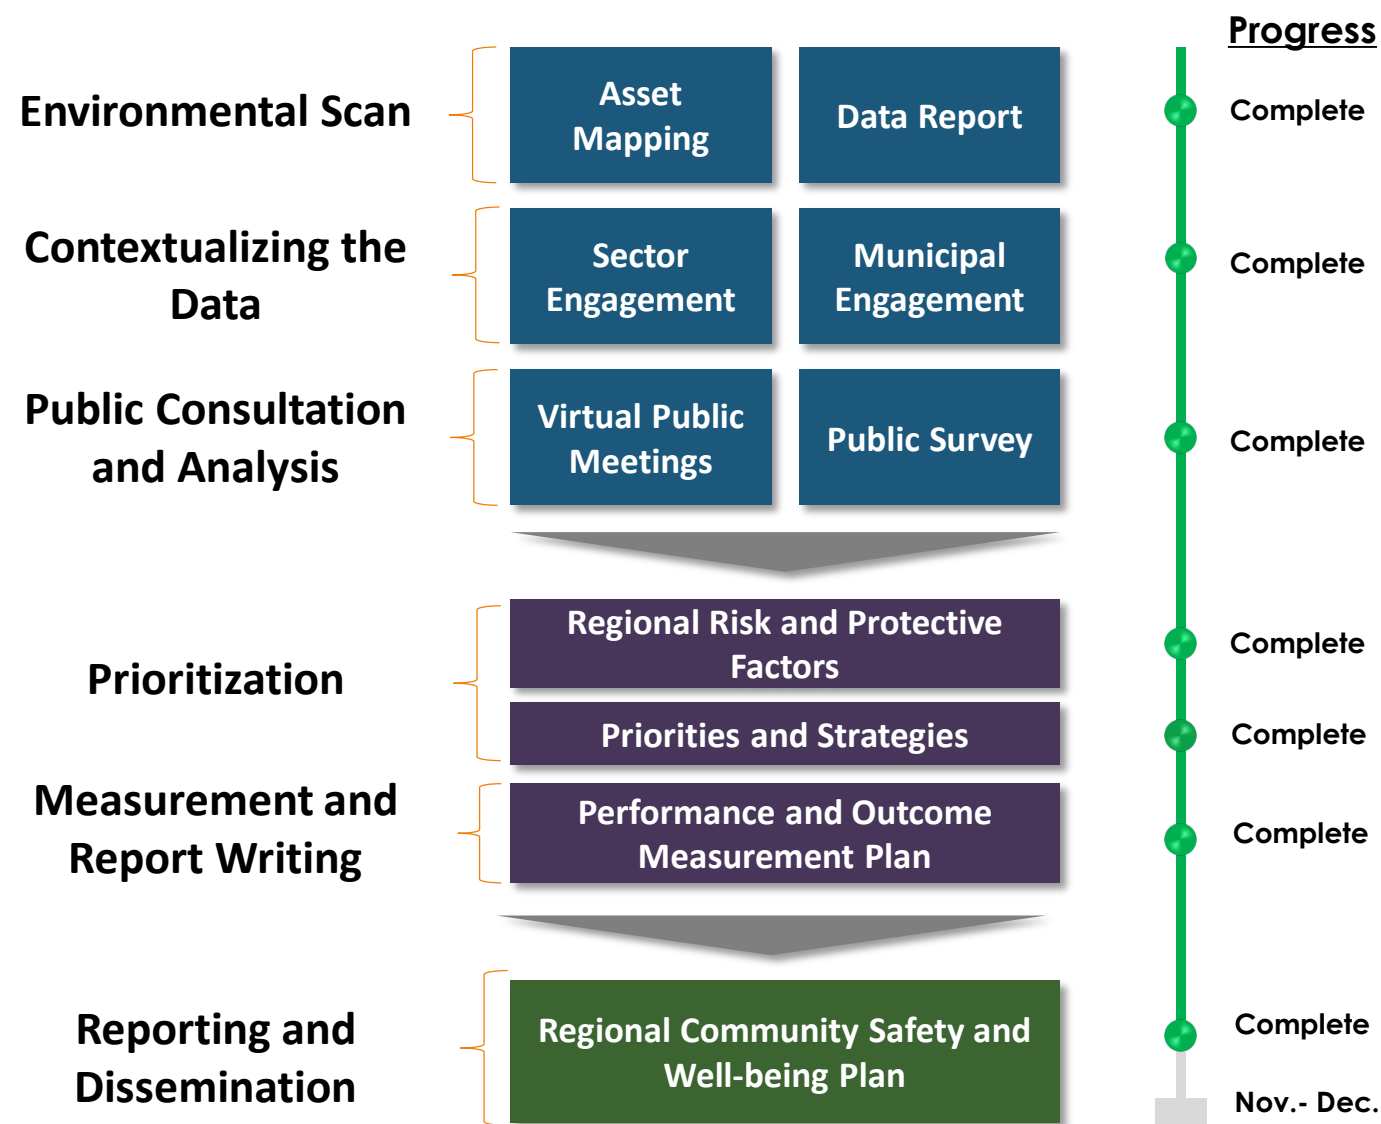 Progress
Environmental Scan
Asset
Mapping
Data Report
Complete
Contextualizing the
Data
Sector
Engagement
Municipal
Engagement
Complete
Public Consultation
and Analysis
Virtual Public
Meetings
Public Survey
Complete
Prioritization
Regional Risk and Protective
Factors
Complete
Priorities and Strategies
Complete
Measurement and
Report Writing
Performance and Outcome
Measurement Plan
Complete
Reporting and
Dissemination
Regional Community Safety and
Well-being Plan
Complete
Nov.- Dec.